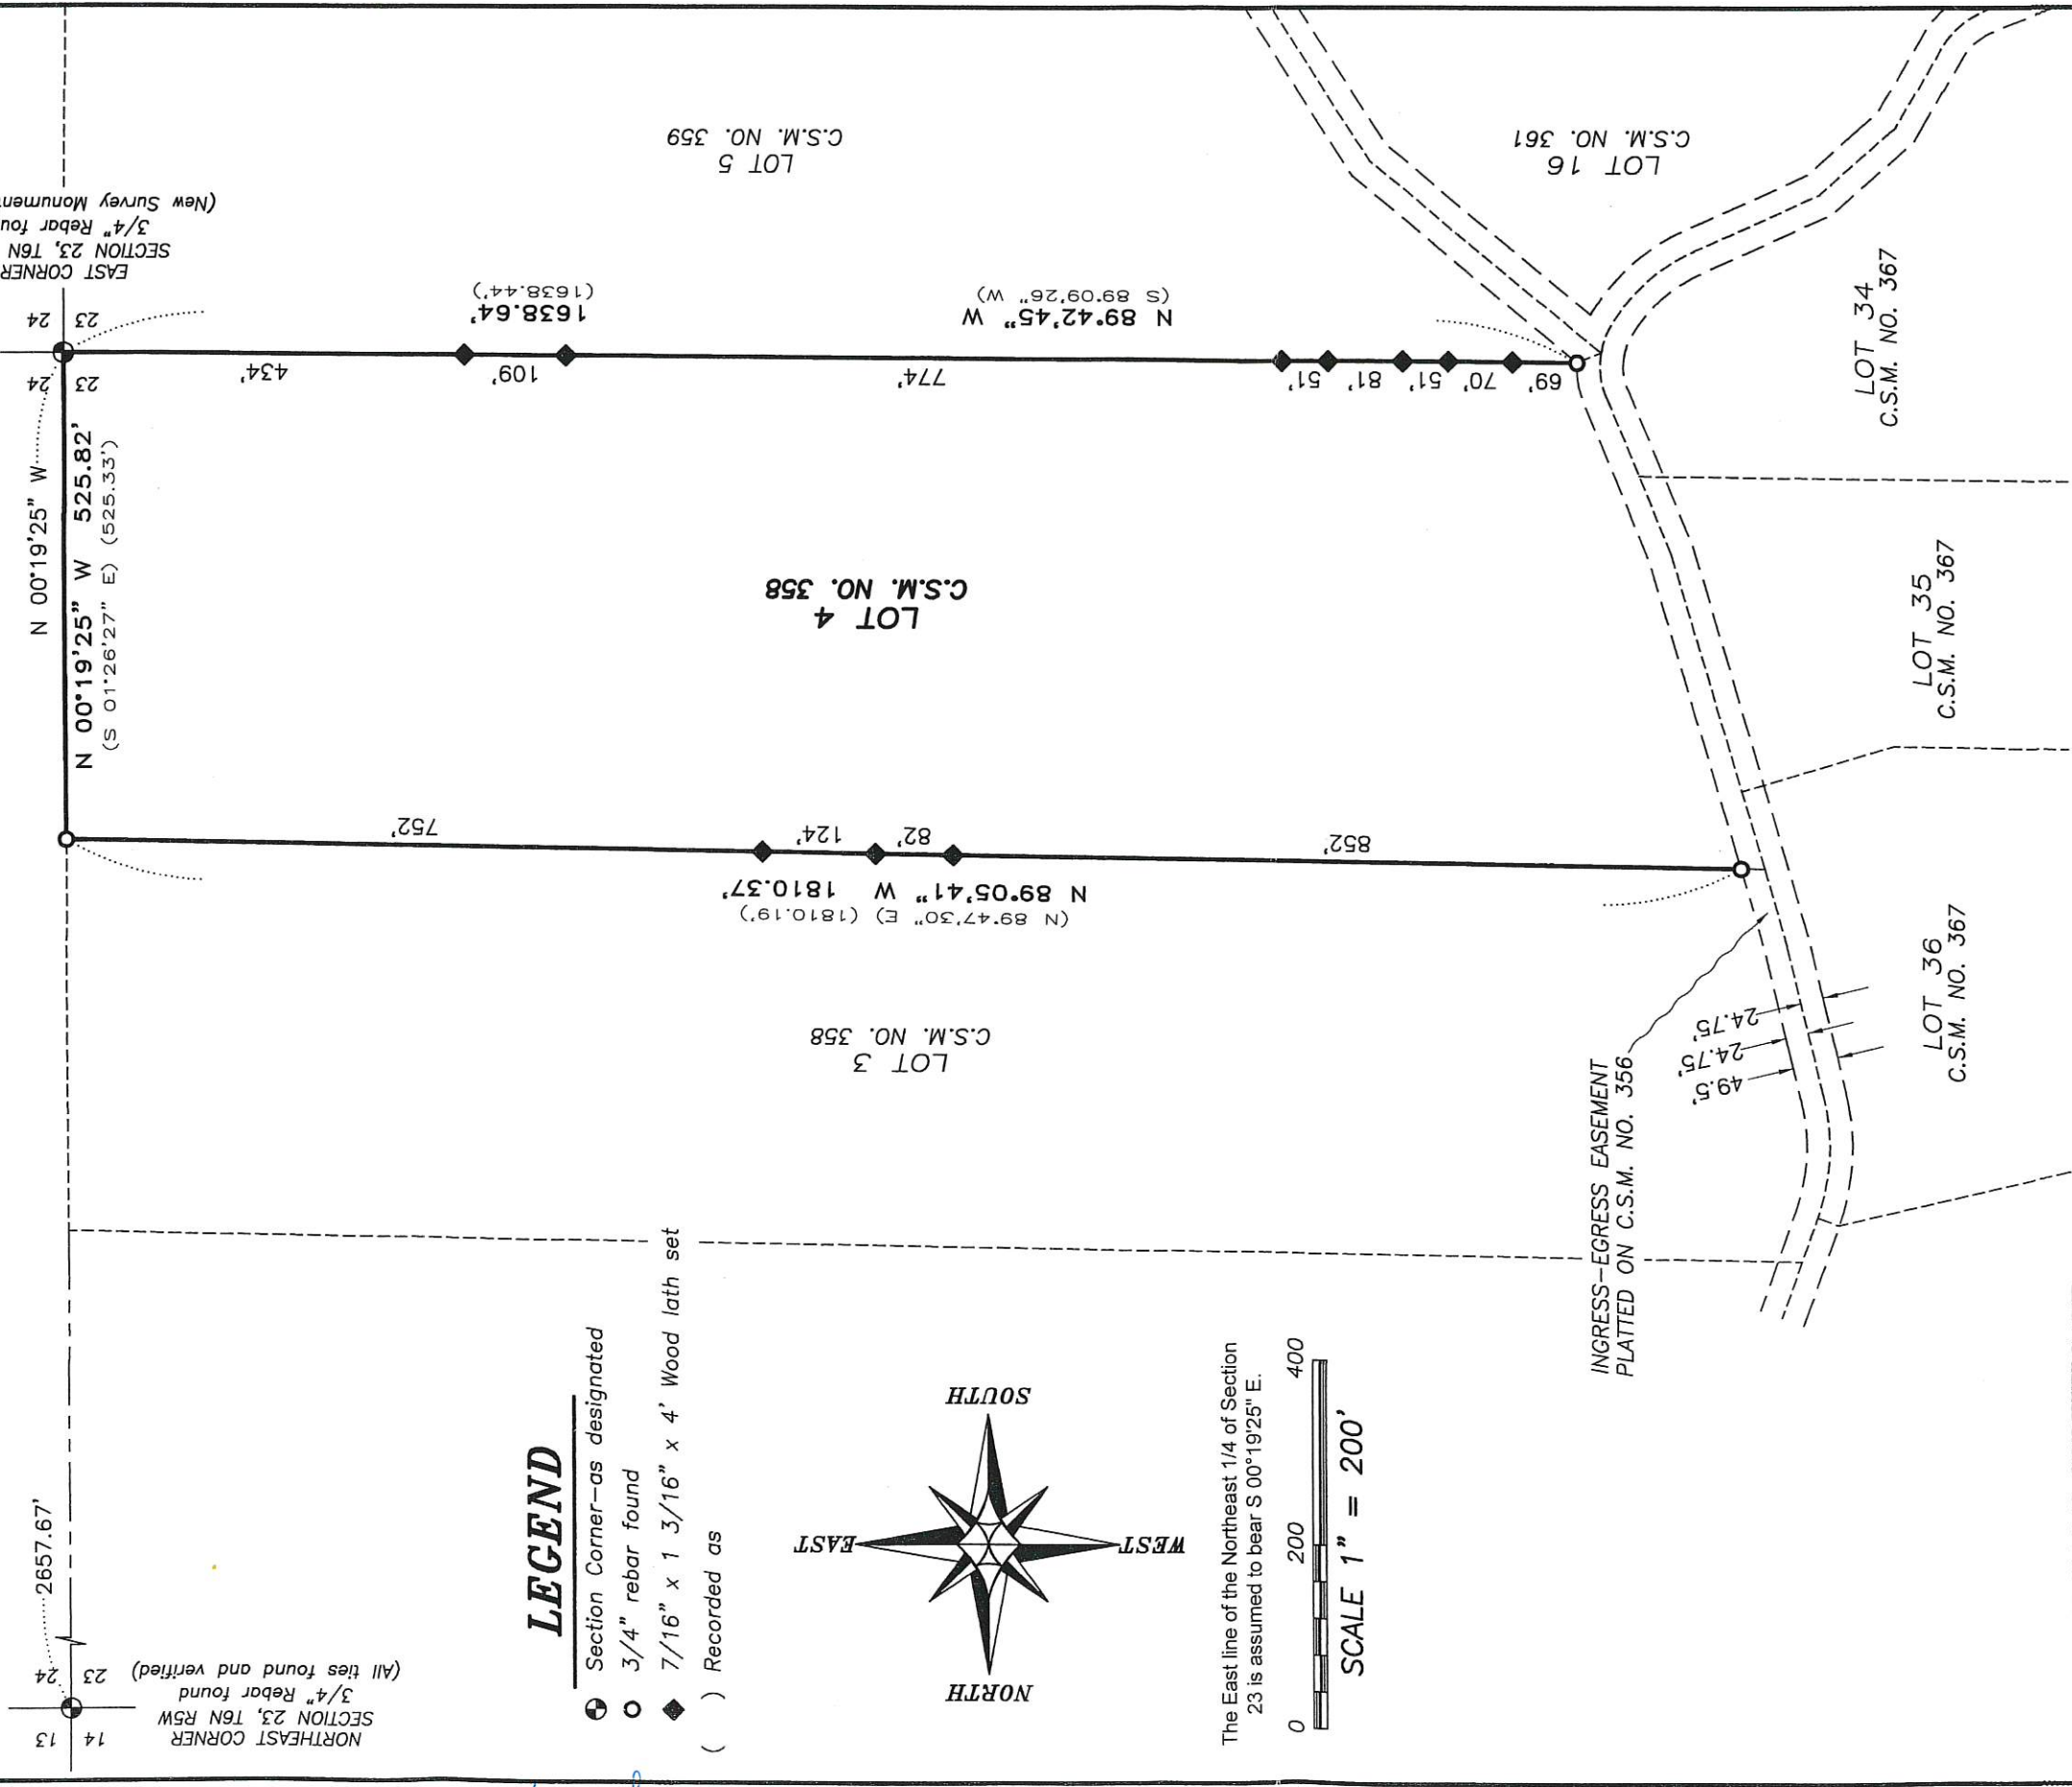 NORTHEAST CORNER
SECTION 23, T6N R5W
3/4" Rebar found
(All ties found and verified)
14
13
23
24
2657.67'
LEGEND
Section Corner-as designated
3/4" rebar found
7/16" x 1 3/16" x 4' Wood lath set
( ) Recorded as
NORTH
SOUTH
EAST
WEST
The East line of the Northeast 1/4 of Section
23 is assumed to bear S 00°19'25" E.
0 200 400
SCALE 1" = 200'
INGRESS-EGRESS EASEMENT
PLATTED ON C.S.M. NO. 356
49.5'
24.75'
24.75'
LOT 3
C.S.M. NO. 358
(N 89°47'30" E) (1810.19')
N 89°05'41" W 1810.37'
752'
124'
82'
852'
LOT 4
C.S.M. NO. 358
N 00°19'25" W
N 00°19'25" W 525.82'
(S 01°26'27" E) (525.33')
23
24
23
24
434'
109'
774'
51'
81'
51'
70'
69'
1638.64'
(1638.44')
N 89°42'45" W
(S 89°09'26" W)
EAST CORNER
SECTION 23, T6N
3/4" Rebar
(New Survey
LOT 5
C.S.M. NO. 359
LOT 16
C.S.M. NO. 361
LOT 34
C.S.M. NO. 367
LOT 35
C.S.M. NO. 367
LOT 36
C.S.M. NO. 367